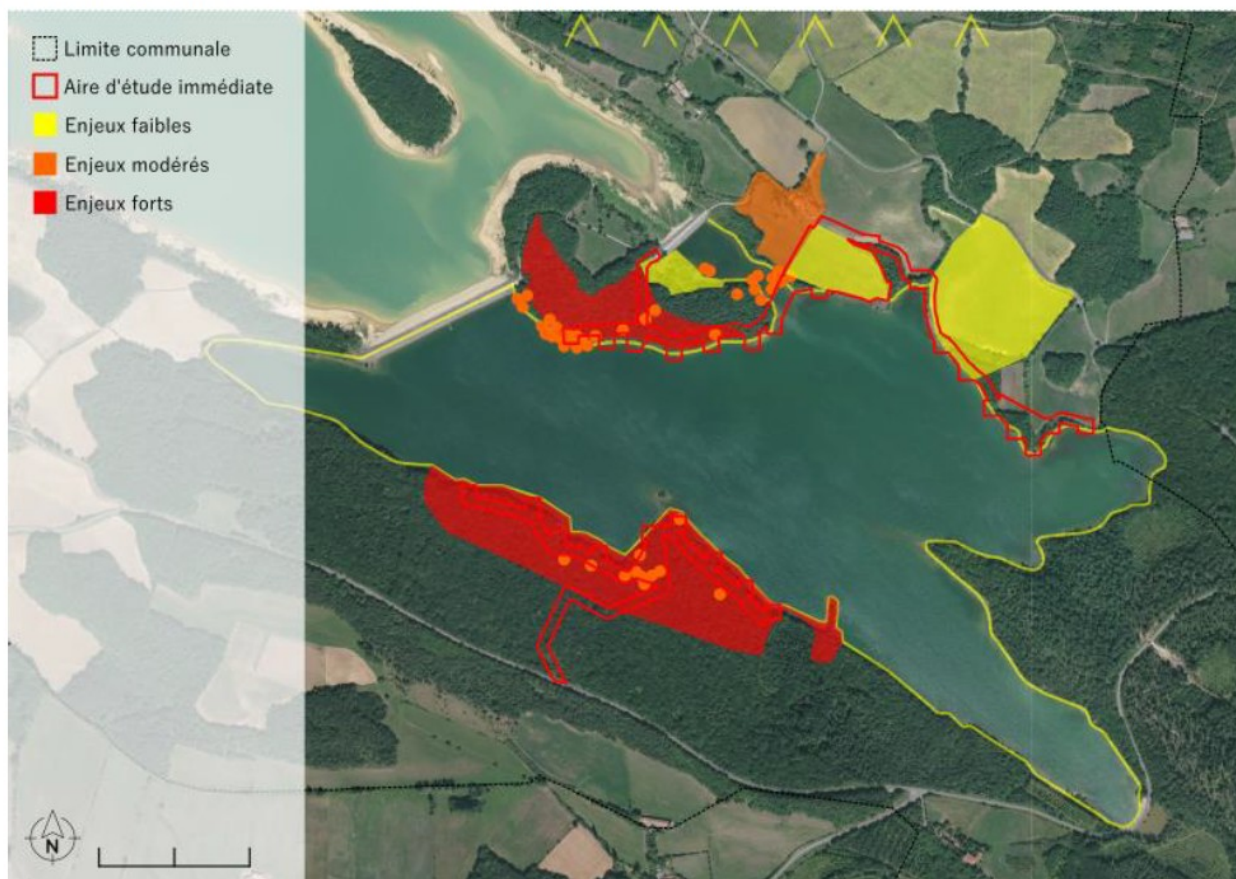 Limite communale
Aire d'étude immédiate
Enjeux faibles
Enjeux modérés
Enjeux forts
N